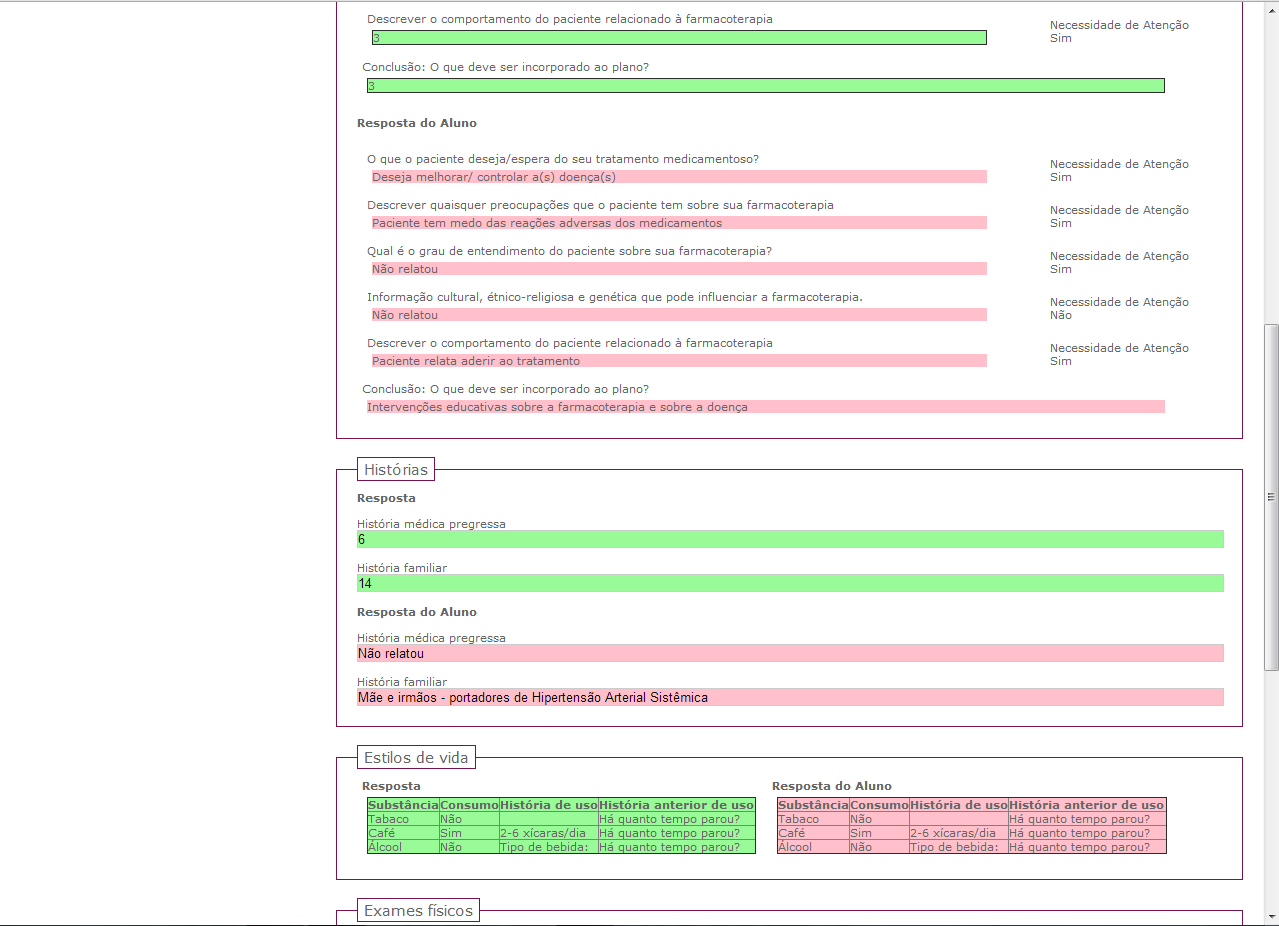 Descrever o comportamento do paciente relacionado à farmacoterapia
3
Necessidade de Atenção
Sim
Conclusão: O que deve ser incorporado ao plano?
3
Resposta do Aluno
O que o paciente deseja/espera do seu tratamento medicamentoso?
Deseja melhorar/ controlar a(s) doença(s)
Necessidade de Atenção
Sim
Descrever quaisquer preocupações que o paciente tem sobre sua farmacoterapia
Paciente tem medo das reações adversas dos medicamentos
Necessidade de Atenção
Sim
Qual é o grau de entendimento do paciente sobre sua farmacoterapia?
Não relatou
Necessidade de Atenção
Sim
Informação cultural, étnico-religiosa e genética que pode influenciar a farmacoterapia.
Não relatou
Necessidade de Atenção
Não
Descrever o comportamento do paciente relacionado à farmacoterapia
Paciente relata aderir ao tratamento
Necessidade de Atenção
Sim
Conclusão: O que deve ser incorporado ao plano?
Intervenções educativas sobre a farmacoterapia e sobre a doença
Histórias
Resposta
História médica pregressa
6
História familiar
14
Resposta do Aluno
História médica pregressa
Não relatou
História familiar
Mãe e irmãos - portadores de Hipertensão Arterial Sistêmica
Estilos de vida
Resposta
Substância Consumo História de uso História anterior de uso
Tabaco Não Há quanto tempo parou?
Café Sim 2-6 xícaras/dia Há quanto tempo parou?
Álcool Não Tipo de bebida: Há quanto tempo parou?
Resposta do Aluno
Substância Consumo História de uso História anterior de uso
Tabaco Não Há quanto tempo parou?
Café Sim 2-6 xícaras/dia Há quanto tempo parou?
Álcool Não Tipo de bebida: Há quanto tempo parou?
Exames físicos